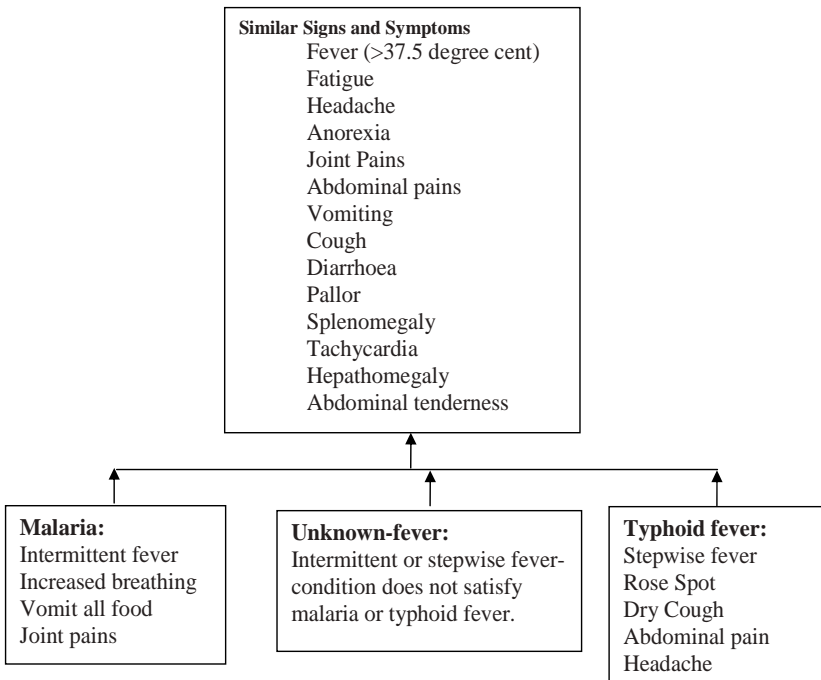 Similar Signs and Symptoms
Fever (>37.5 degree cent)
Fatigue
Headache
Anorexia
Joint Pains
Abdominal pains
Vomiting
Cough
Diarrhoea
Pallor
Splenomegaly
Tachycardia
Hepathomegaly
Abdominal tenderness
Malaria:
Intermittent fever
Increased breathing
Vomit all food
Joint pains
Unknown-fever:
Intermittent or stepwise fever-
condition does not satisfy
malaria or typhoid fever.
Typhoid fever:
Stepwise fever
Rose Spot
Dry Cough
Abdominal pain
Headache